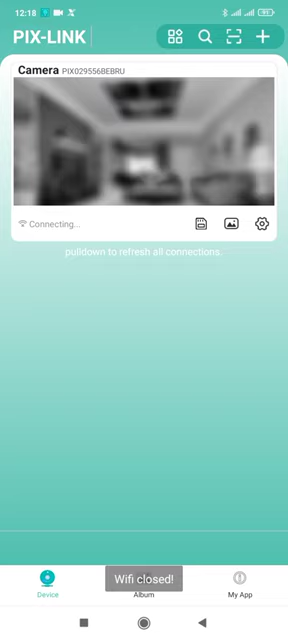 12:18
PIX-LINK
Camera PIX029556BEBRU
Connecting...
pulldown to refresh all connections.
Wifi closed!
Device
Album
My App